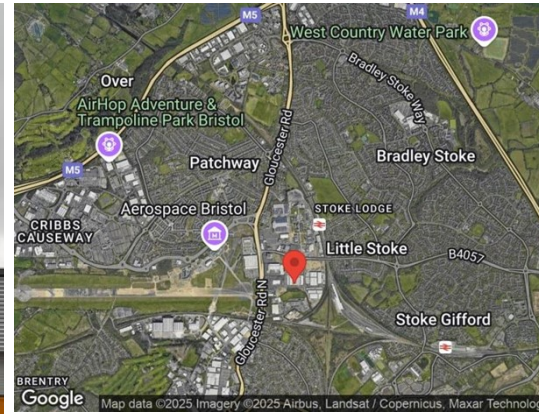 M5
M4
West Country Water Park
Over
Bradley Stoke Way
AirHop Adventure &
Trampoline Park Bristol
Gloucester Rd
M5
Patchway
Bradley Stoke
Aerospace Bristol
STOKE LODGE
CRIBBS
CAUSEWAY
Little Stoke
B4057
Gloucester Rd N
Stoke Gifford
BRENTRY
Google
Map data ©2025 Imagery ©2025 Airbus, Landsat / Copernicus, Maxar Technolog